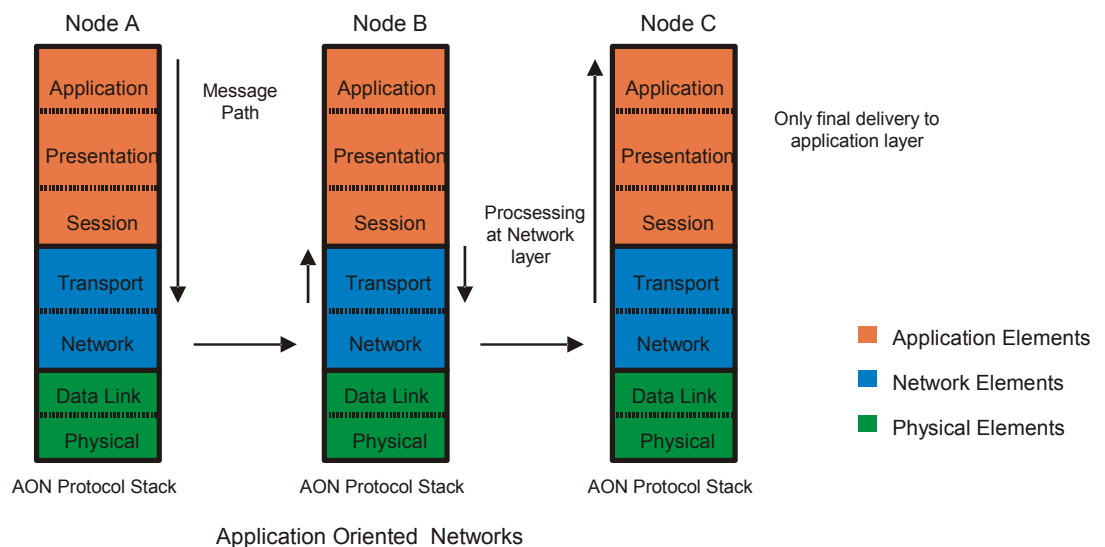 Node A
Application
Presentation
Session
Transport
Network
Data Link
Physical
AON Protocol Stack
Message
Path
Node B
Application
Presentation
Session
Transport
Network
Data Link
Physical
AON Protocol Stack
Procsessing
at Network
layer
Node C
Application
Presentation
Session
Transport
Network
Data Link
Physical
AON Protocol Stack
Only final delivery to
application layer
Application Elements
Network Elements
Physical Elements
Application Oriented Networks